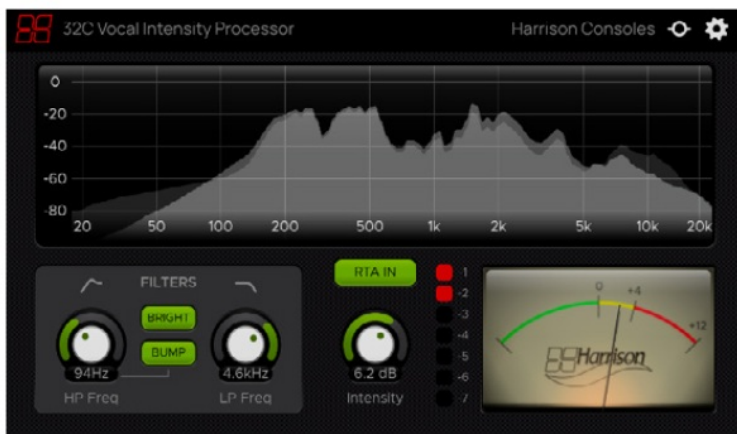 32C Vocal Intensity Processor
Harrison Consoles
0
-20
-40
-60
-80
20 50 100 200 500 1k 2k 5k 10k 20k
FILTERS
BRIGHT
BUMP
94Hz
4.6kHz
HP Freq
LP Freq
RTA IN
6.2 dB
Intensity
1
-2
-3
-4
-5
-6
7
0 +4 +12
Harrison